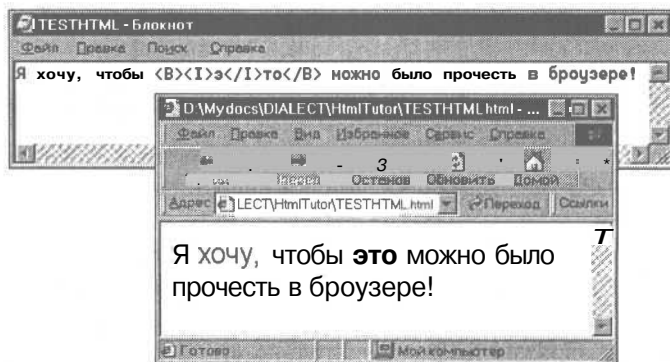 TESTHTML - Блокнот
Файл Правка Поиск Справка
Я хочу, чтобы <B><I>э</I>то</B> можно было прочесть в броузере!
D:\Mydocs\DIALECT\HtmlTutor\TESTHTML.html - ...
Файл Правка Вид Избранное Сервис Справка
Останов Обновить Домой
Адрес LECT\HtmlTutor\TESTHTML.html Переход Ссылки
Я хочу, чтобы это можно было
прочесть в броузере!
Готово Мой компьютер